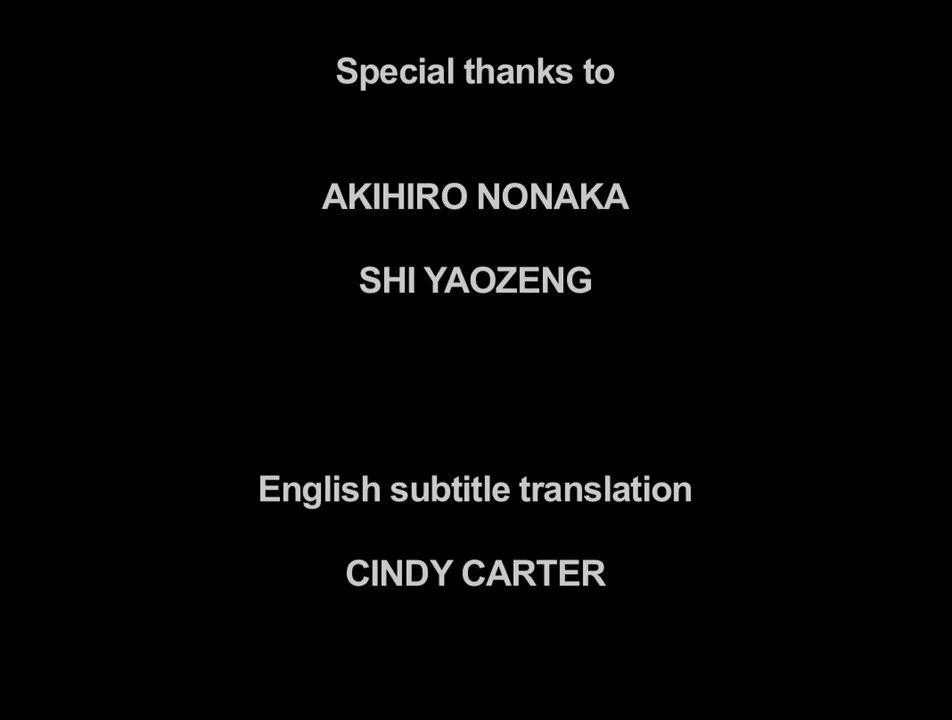 Special thanks to
AKIHIRO NONAKA
SHI YAOZENG
English subtitle translation
CINDY CARTER